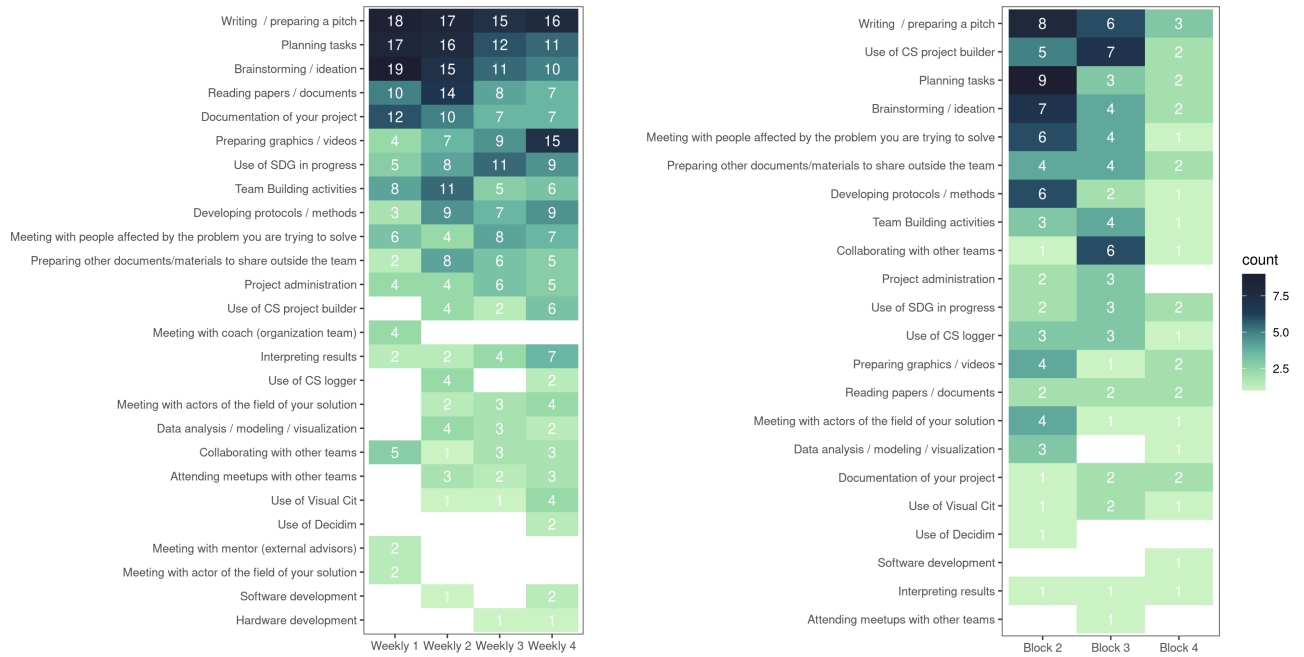 Writing / preparing a pitch 18 17 15 16
Planning tasks 17 16 12 11
Brainstorming / ideation 19 15 11 10
Reading papers / documents 10 14 8 7
Documentation of your project 12 10 7 7
Preparing graphics / videos 4 7 9 15
Use of SDG in progress 5 8 11 9
Team Building activities 8 11 5 6
Developing protocols / methods 3 9 7 9
Meeting with people affected by the problem you are trying to solve 6 4 8 7
Preparing other documents/materials to share outside the team 2 8 6 5
Project administration 4 4 6 5
Use of CS project builder 4 2 6
Meeting with coach (organization team) 4
Interpreting results 2 2 4 7
Use of CS logger 4 2
Meeting with actors of the field of your solution 2 3 4
Data analysis / modeling / visualization 4 3 2
Collaborating with other teams 5 1 3 3
Attending meetups with other teams 3 2 3
Use of Visual Cit 1 1 4
Use of Decidim 2
Meeting with mentor (external advisors) 2
Meeting with actor of the field of your solution 2
Software development 1 2
Hardware development 1 1
Weekly 1 Weekly 2 Weekly 3 Weekly 4
Writing / preparing a pitch 8 6 3
Use of CS project builder 5 7 2
Planning tasks 9 3 2
Brainstorming / ideation 7 4 2
Meeting with people affected by the problem you are trying to solve 6 4 1
Preparing other documents/materials to share outside the team 4 4 2
Developing protocols / methods 6 2 1
Team Building activities 3 4 1
Collaborating with other teams 1 6 1
Project administration 2 3
Use of SDG in progress 2 3 2
Use of CS logger 3 3 1
Preparing graphics / videos 4 1 2
Reading papers / documents 2 2 2
Meeting with actors of the field of your solution 4 1 1
Data analysis / modeling / visualization 3 1
Documentation of your project 1 2 2
Use of Visual Cit 1 2 1
Use of Decidim 1
Software development 1
Interpreting results 1 1 1
Attending meetups with other teams 1
Block 2 Block 3 Block 4
count
7.5
5.0
2.5